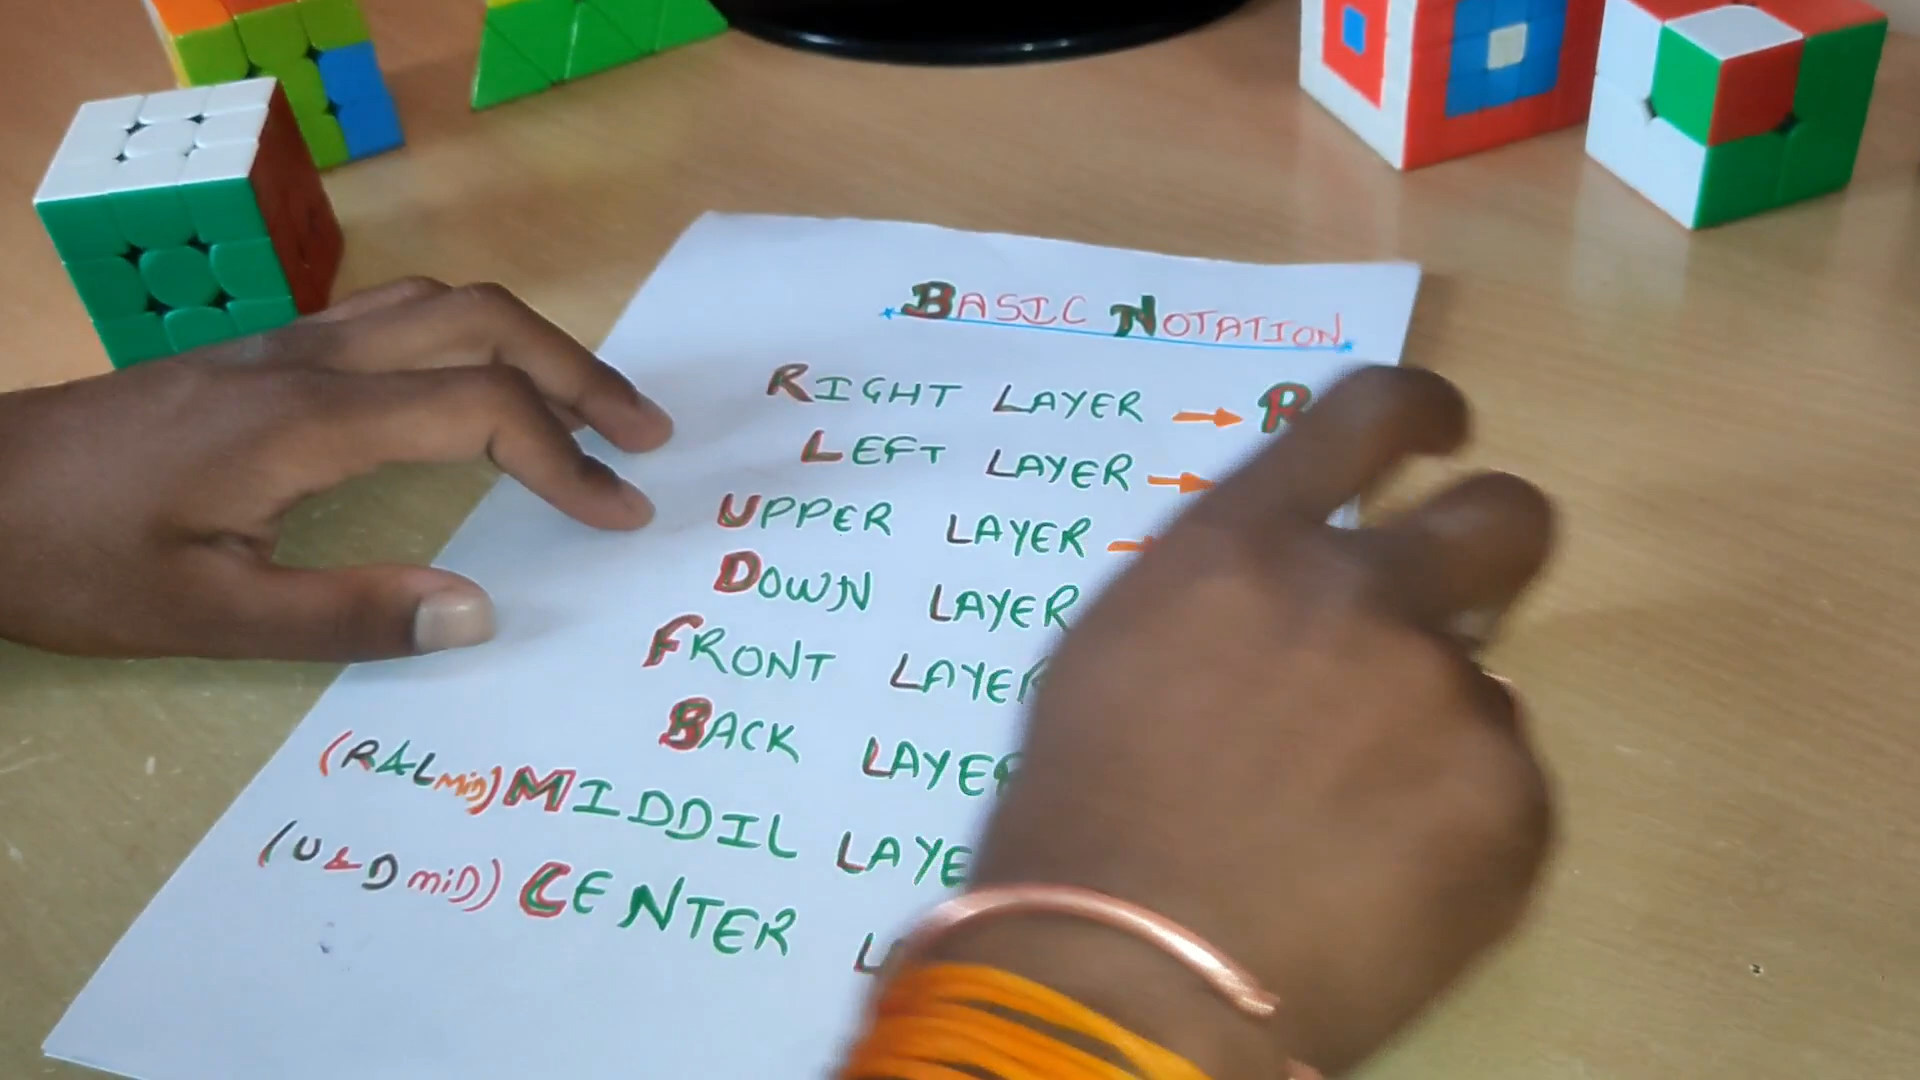 BASIC NOTATION
RIGHT LAYER → R
LEFT LAYER →
UPPER LAYER →
DOWN LAYER
FRONT LAYER
BACK LAYER
(R&L MiD) MIDDIL LAYE
(U&D miD) CENTER L